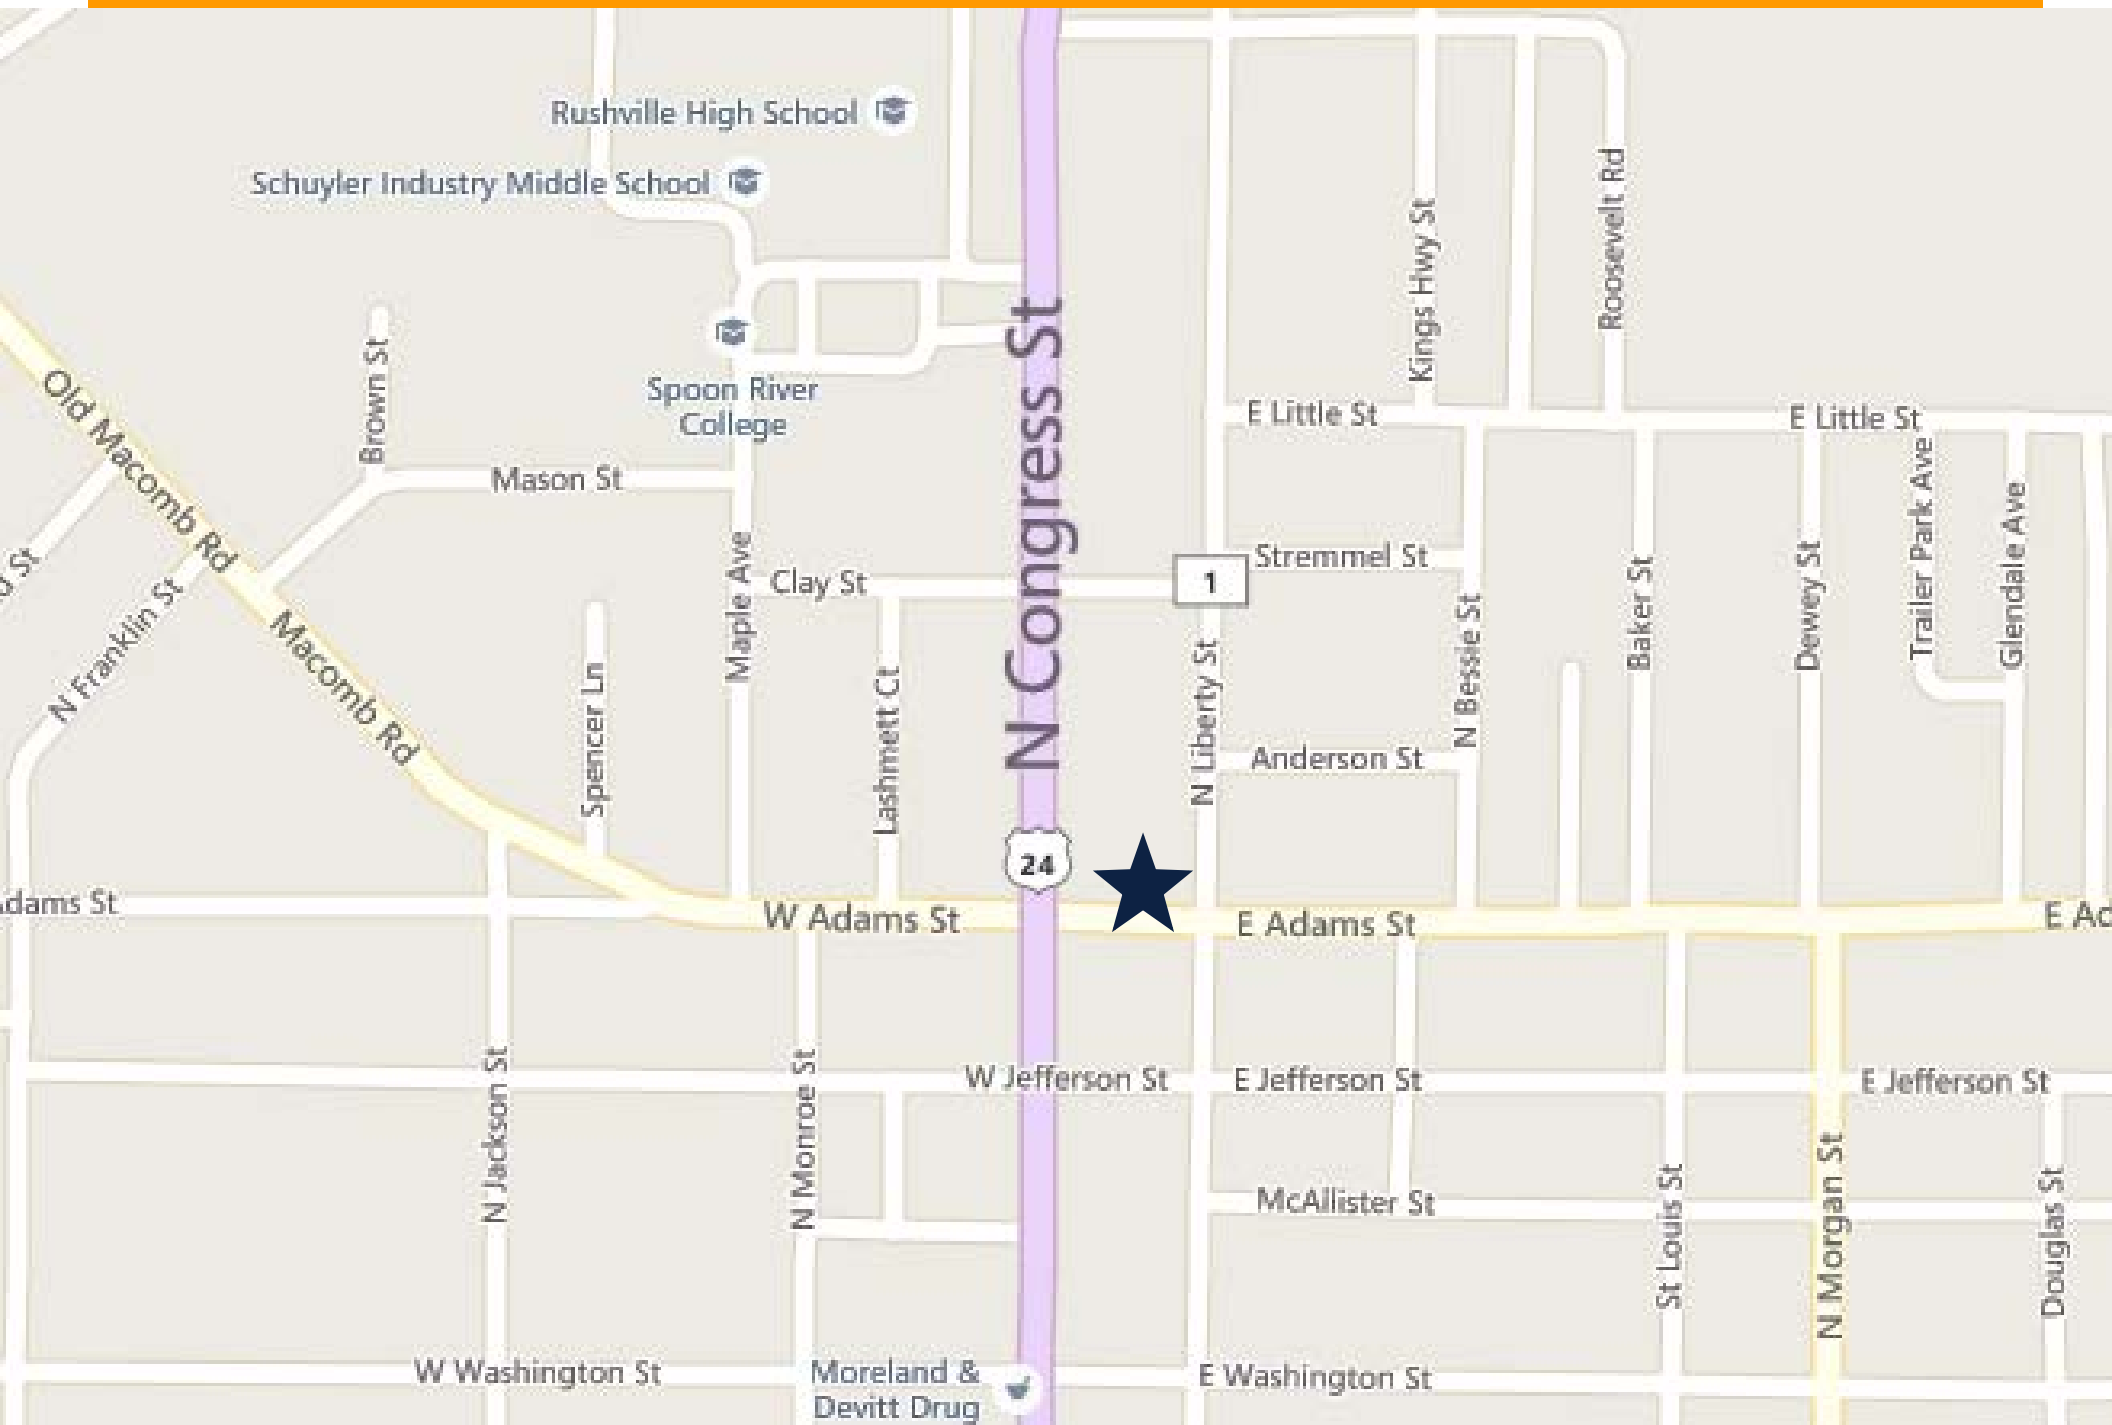 Rushville High School
Schuyler Industry Middle School
Roosevelt Rd
Kings Hwy St
N Congress St
Brown St
Old Macomb Rd
Spoon River
College
E Little St
E Little St
Trailer Park Ave
Glendale Ave
Mason St
Maple Ave
Clay St
1
Stremmel St
Dewey St
Baker St
St
N Franklin St
Macomb Rd
Spencer Ln
Lashmett Ct
N Liberty St
N Bessie St
Anderson St
24
dams St
W Adams St
E Adams St
E Ad
N Jackson St
N Monroe St
W Jefferson St
E Jefferson St
E Jefferson St
McAllister St
St Louis St
N Morgan St
Douglas St
W Washington St
Moreland &
Devitt Drug
E Washington St